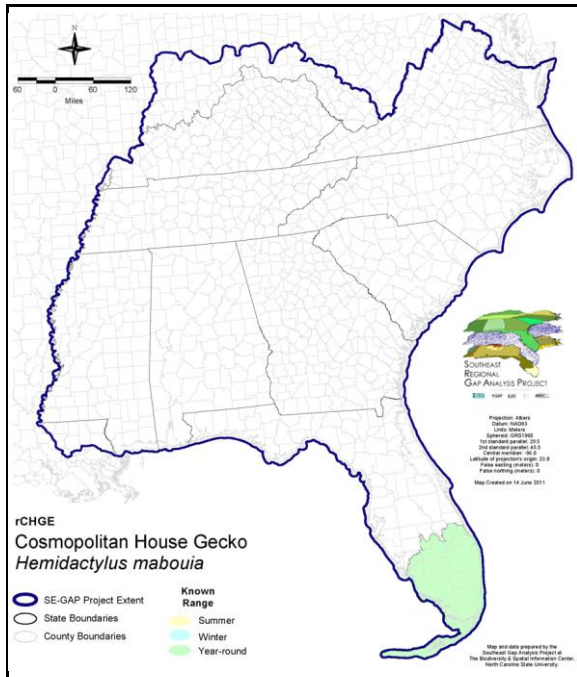 N
60 0 60 120
Miles
SOUTHEAST
REGIONAL
GAP ANALYSIS PROJECT
Projection: Albers
Datum: NAD83
Units: Meters
Spheroid: GRS1980
1st standard parallel: 29.5
2nd standard parallel: 45.5
Central meridian: -96.0
Latitude of projection's origin: 23.0
False easting (meters): 0
False northing (meters): 0
Map Created on 14 June 2011
rCHGE
Cosmopolitan House Gecko
Hemidactylus mabouia
SE-GAP Project Extent
State Boundaries
County Boundaries
Known
Range
Summer
Winter
Year-round
Map and data prepared by the
Southeast Gap Analysis Project at
The Biodiversity & Spatial Information Center,
North Carolina State University.